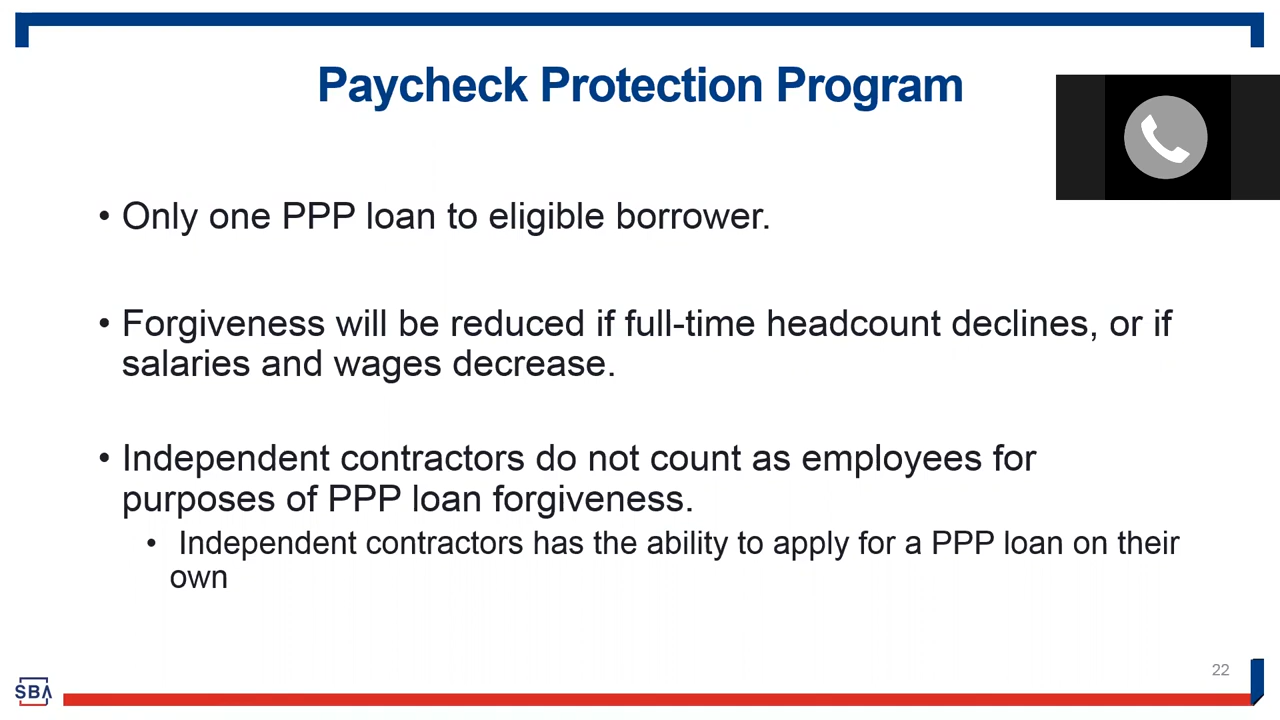 Paycheck Protection Program
• Only one PPP loan to eligible borrower.
• Forgiveness will be reduced if full-time headcount declines, or if
salaries and wages decrease.
• Independent contractors do not count as employees for
purposes of PPP loan forgiveness.
• Independent contractors has the ability to apply for a PPP loan on their
own
22
SBA